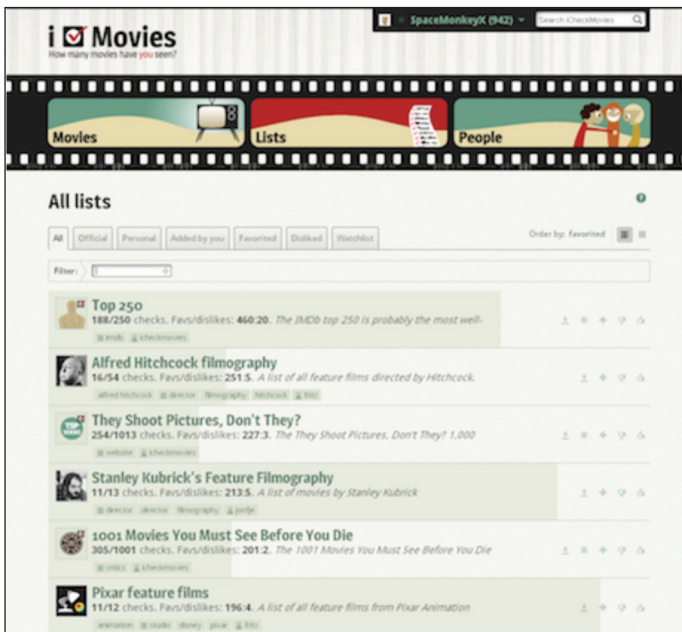 SpaceMonkeyX (942)
Search iCheckMovies
i Movies
How many movies have you seen?
Movies
Lists
People
All lists
All
Official
Personal
Added by you
Favorited
Disliked
Watchlist
Order by: favorited
Filter:
Top 250
188/250 checks. Favs/dislikes: 460:20. The IMDb top 250 is probably the most well-
imdb icheckmovies
Alfred Hitchcock filmography
16/54 checks. Favs/dislikes: 251:5. A list of all feature films directed by Hitchcock.
alfred hitchcock director filmography hitchcock fritz
They Shoot Pictures, Don't They?
254/1013 checks. Favs/dislikes: 227:3. The They Shoot Pictures, Don't They? 1,000
website icheckmovies
Stanley Kubrick's Feature Filmography
11/13 checks. Favs/dislikes: 213:5. A list of movies by Stanley Kubrick
director director filmography
1001 Movies You Must See Before You Die
305/1001 checks. Favs/dislikes: 201:2. The 1001 Movies You Must See Before You Die
critics icheckmovies
Pixar feature films
11/12 checks. Favs/dislikes: 196:4. A list of all feature films from Pixar Animation
animation studio disney pixar fritz